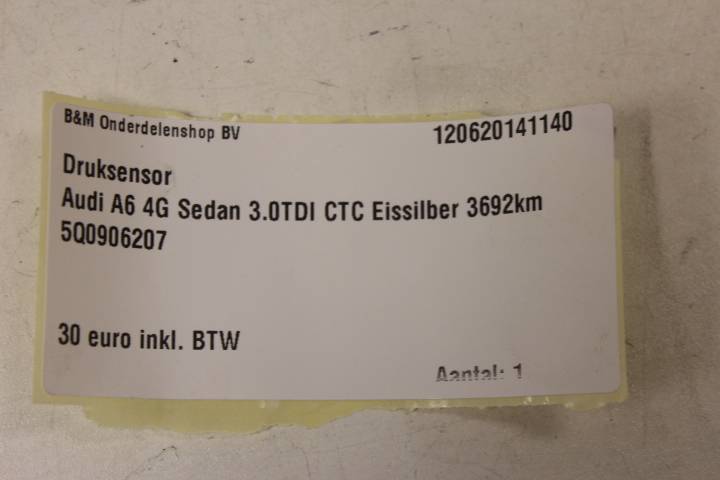 B&M Onderdelenshop BV
120620141140
Druksensor
Audi A6 4G Sedan 3.0TDI CTC Eissilber 3692km
5Q0906207
30 euro inkl. BTW
Aantal: 1